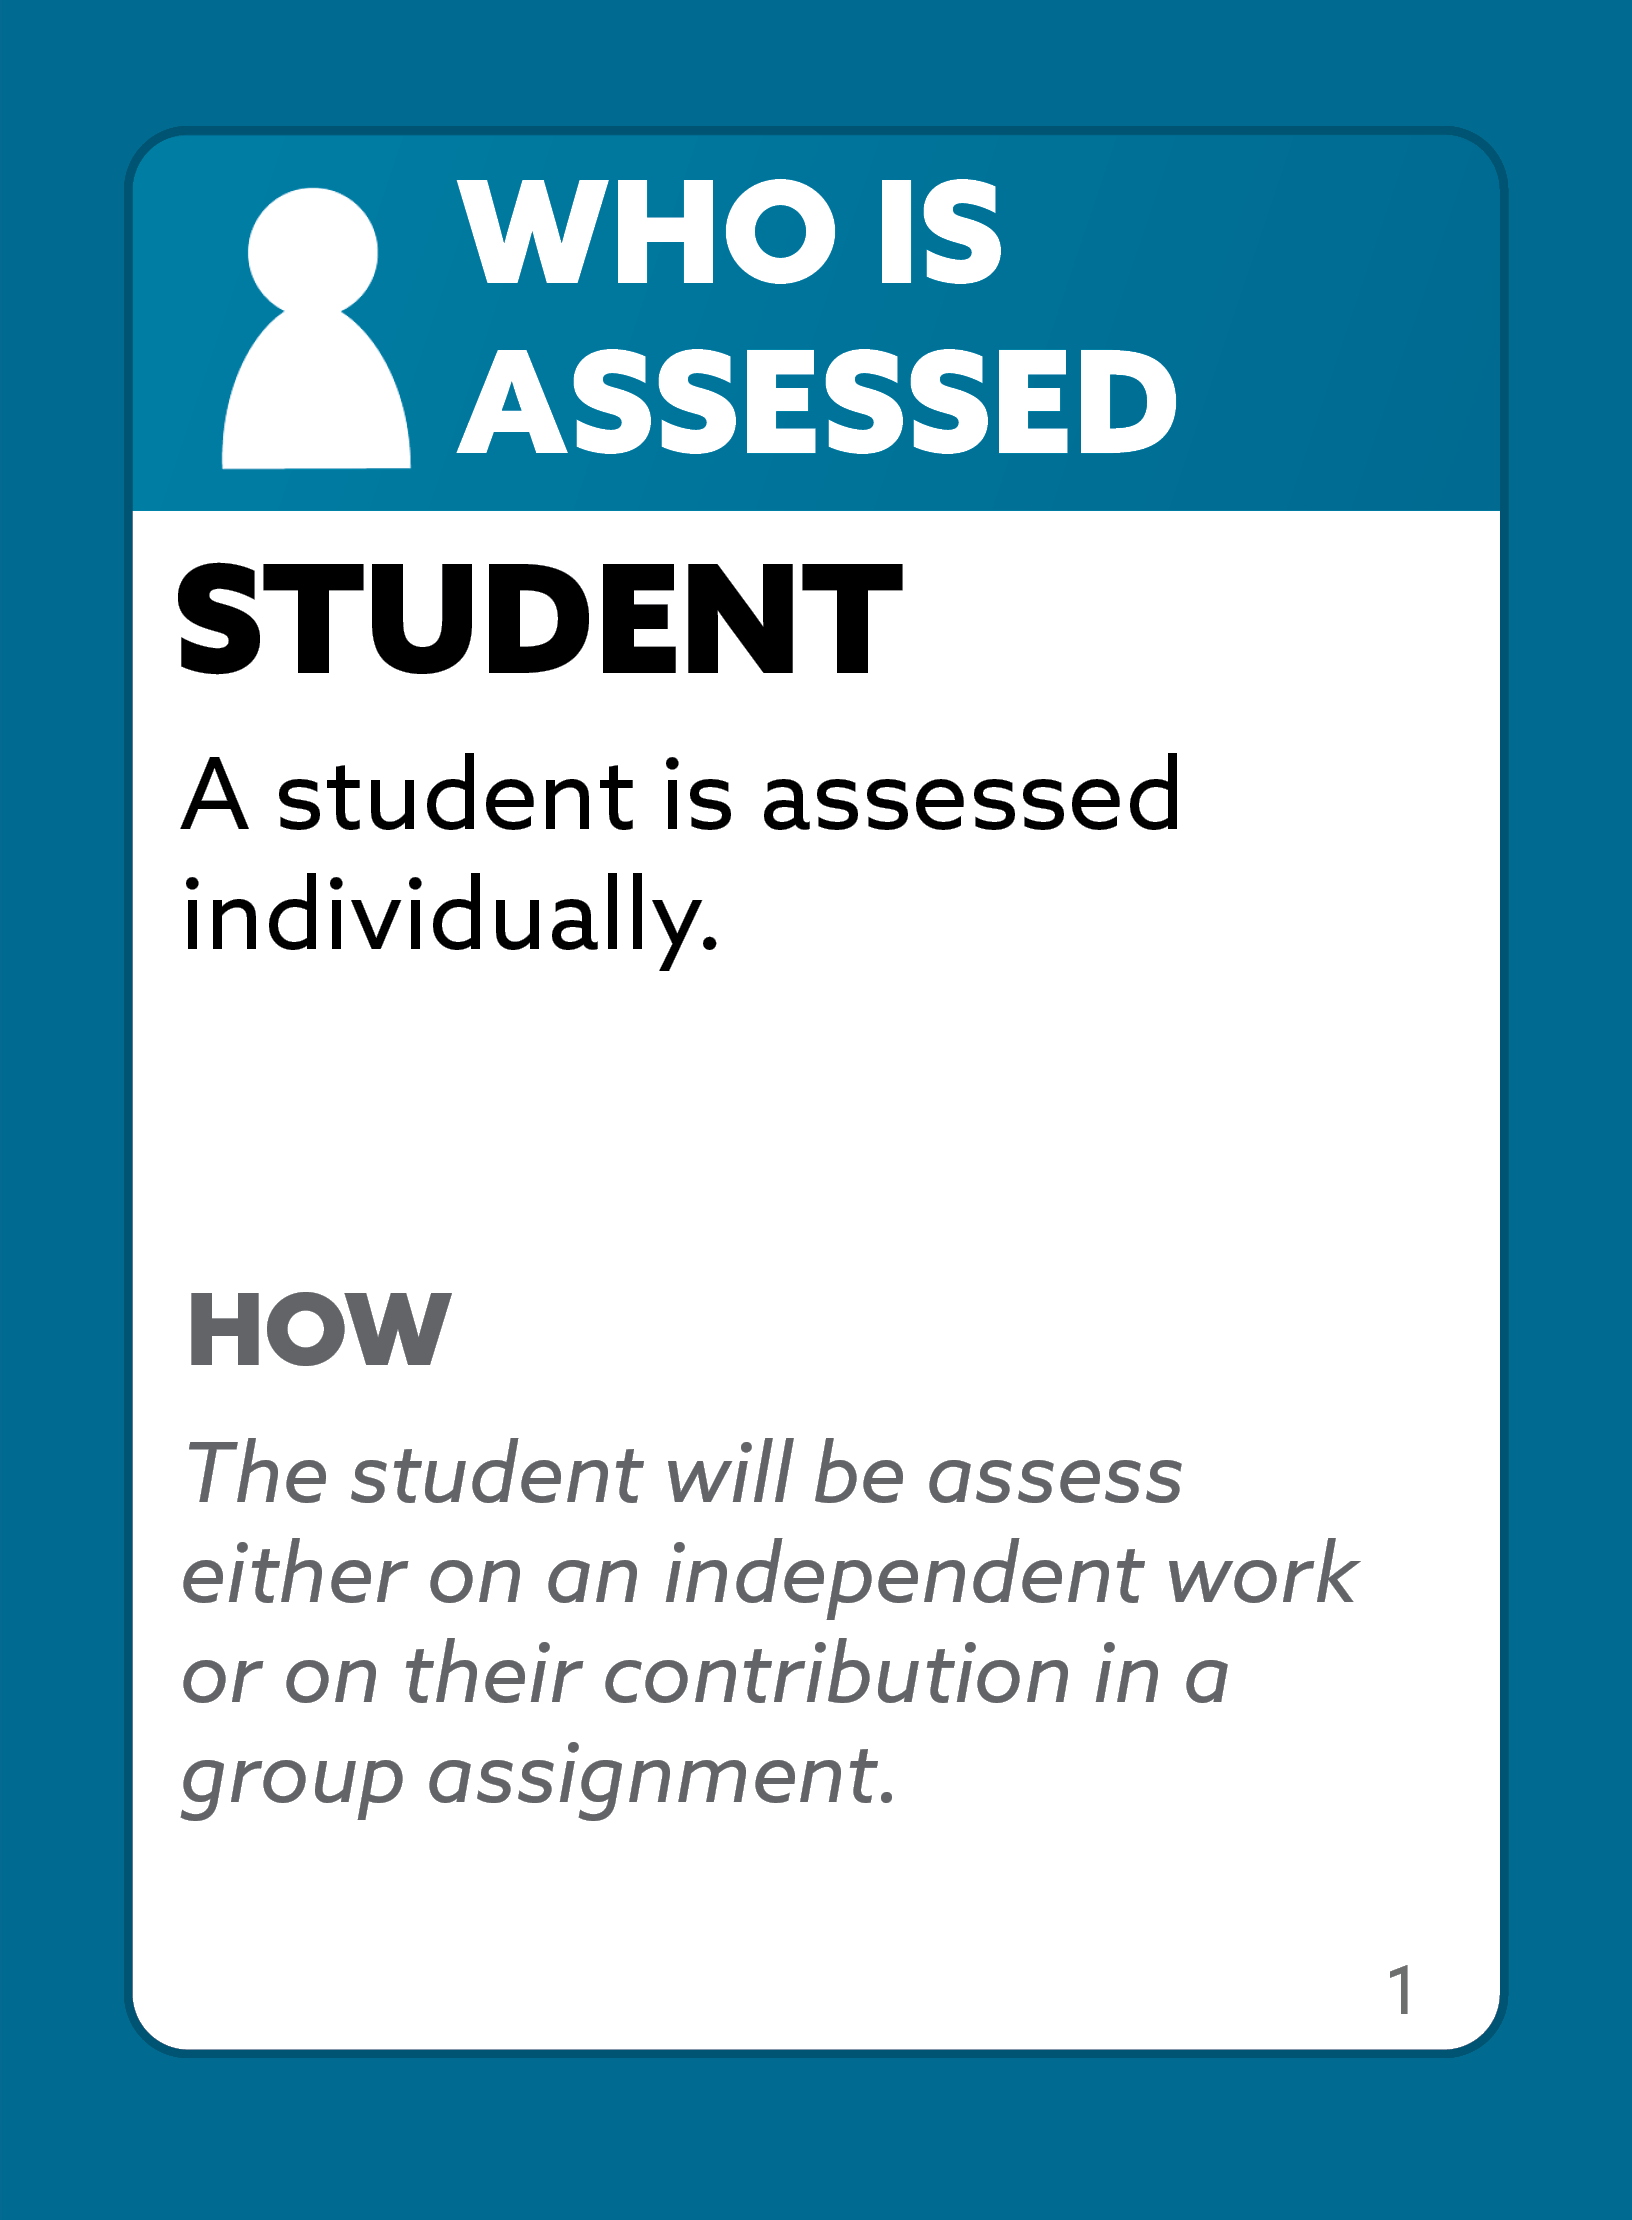 WHO IS
ASSESSED
STUDENT
A student is assessed
individually.
HOW
The student will be assess
either on an independent work
or on their contribution in a
group assignment.
1